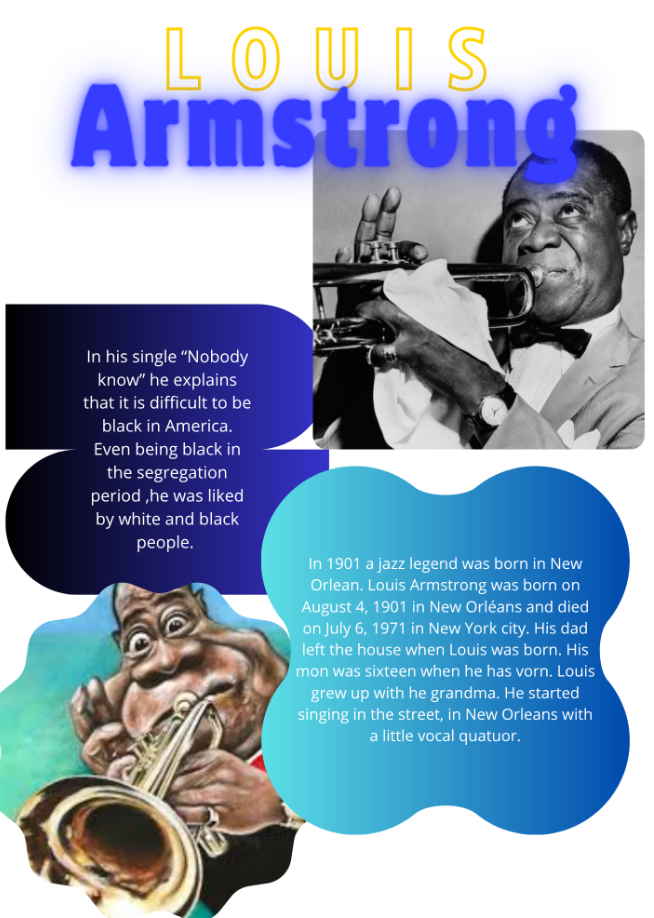 LOUIS
Armstrong
In his single “Nobody
know” he explains
that it is difficult to be
black in America.
Even being black in
the segregation
period ,he was liked
by white and black
people.
In 1901 a jazz legend was born in New
Orlean. Louis Armstrong was born on
August 4, 1901 in New Orléans and died
on July 6, 1971 in New York city. His dad
left the house when Louis was born. His
mon was sixteen when he has vorn. Louis
grew up with he grandma. He started
singing in the street, in New Orleans with
a little vocal quatuor.